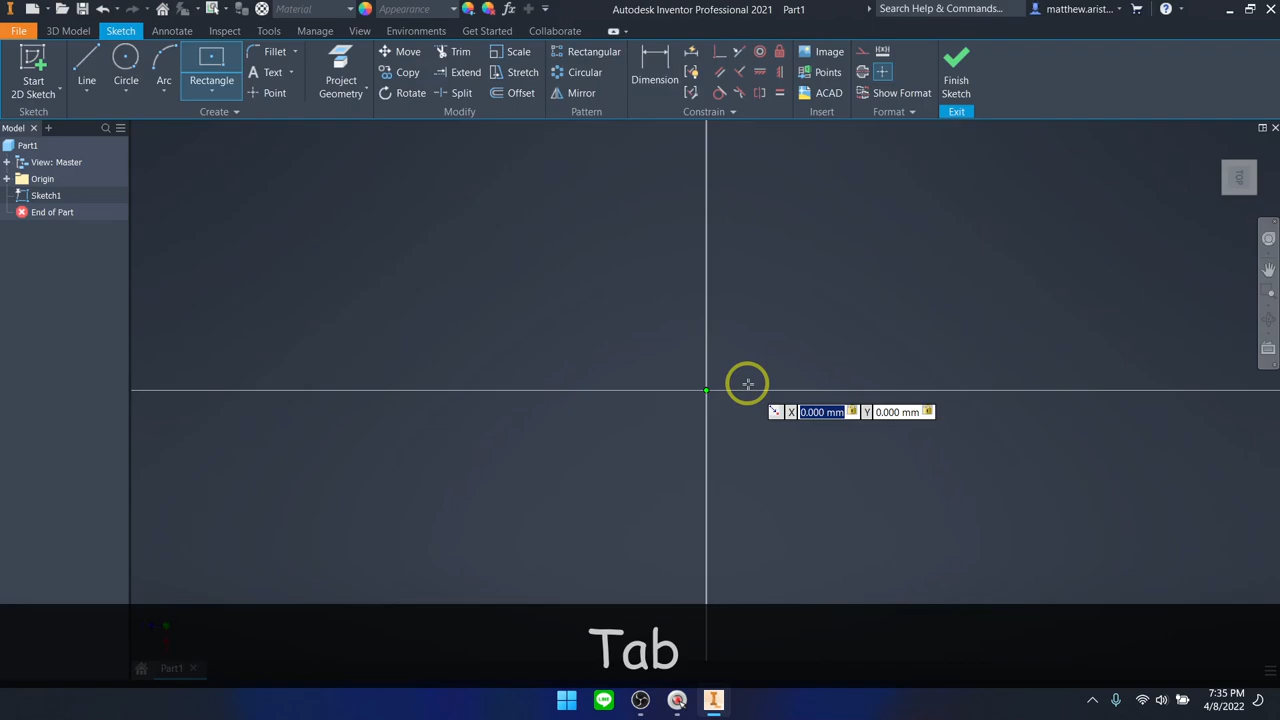 Material
Appearance
Autodesk Inventor Professional 2021 Part1
Search Help & Commands...
matthew.arist...
File
3D Model
Sketch
Annotate
Inspect
Tools
Manage
View
Environments
Get Started
Collaborate
Start
2D Sketch
Line
Circle
Arc
Rectangle
Fillet
Text
Point
Project
Geometry
Move
Copy
Rotate
Trim
Extend
Split
Scale
Stretch
Offset
Rectangular
Circular
Mirror
Dimension
Image
Points
ACAD
Show Format
Finish
Sketch
Sketch
Create
Modify
Pattern
Constrain
Insert
Format
Exit
Model
Part1
View: Master
Origin
Sketch1
End of Part
TOP
X 0.000 mm Y 0.000 mm
Tab
Part1
7:35 PM
4/8/2022